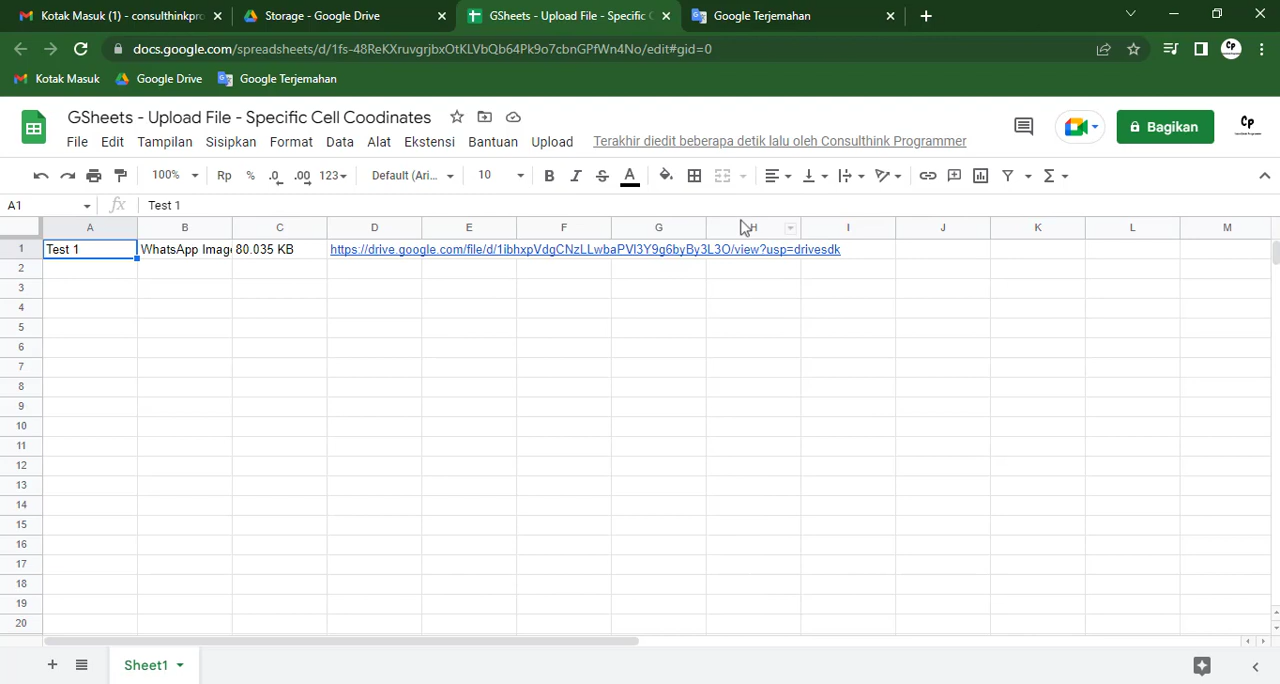 Kotak Masuk (1) - consulthinkpro
Storage - Google Drive
GSheets - Upload File - Specific C
Google Terjemahan
docs.google.com/spreadsheets/d/1fs-48ReKXruvgrjbxOtKLVbQb64Pk9o7cbnGPfWn4No/edit#gid=0
Kotak Masuk
Google Drive
Google Terjemahan
GSheets - Upload File - Specific Cell Coodinates
File Edit Tampilan Sisipkan Format Data Alat Ekstensi Bantuan Upload
Terakhir diedit beberapa detik lalu oleh Consulthink Programmer
Bagikan
100% Rp % .0 .00 123 Default (Ari... 10 B I S A
A1 fx Test 1
A B C D E F G H I J K L M
1 Test 1 WhatsApp Image 80.035 KB https://drive.google.com/file/d/1ibhxpVdgCNzLLwbaPVl3Y9g6byBy3L3O/view?usp=drivesdk
2
3
4
5
6
7
8
9
10
11
12
13
14
15
16
17
18
19
20
Sheet1